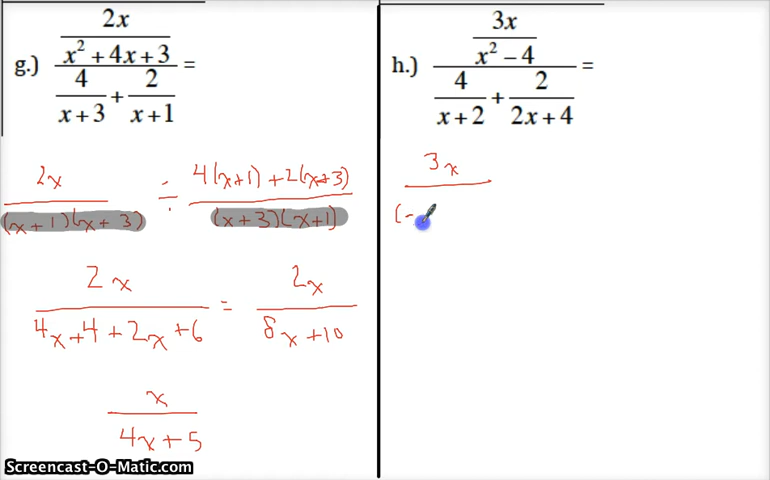 g.) (2x)/(x² + 4x + 3) / (4/(x + 3) + 2/(x + 1)) =
2x/((x + 1)(x + 3)) ÷ (4(x+1) + 2(x+3))/((x + 3)(x + 1))
2x/(4x + 4 + 2x + 6) = 2x/(8x + 10)
x/(4x + 5)
h.) (3x)/(x² − 4) / (4/(x + 2) + 2/(2x + 4)) =
3x
(-
Screencast-O-Matic.com